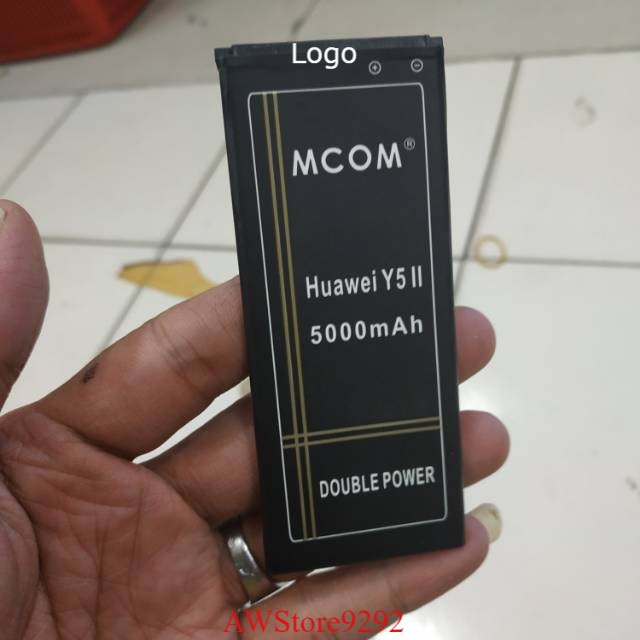 Logo
MCOM®
Huawei Y5 II
5000mAh
DOUBLE POWER
AWStore9292